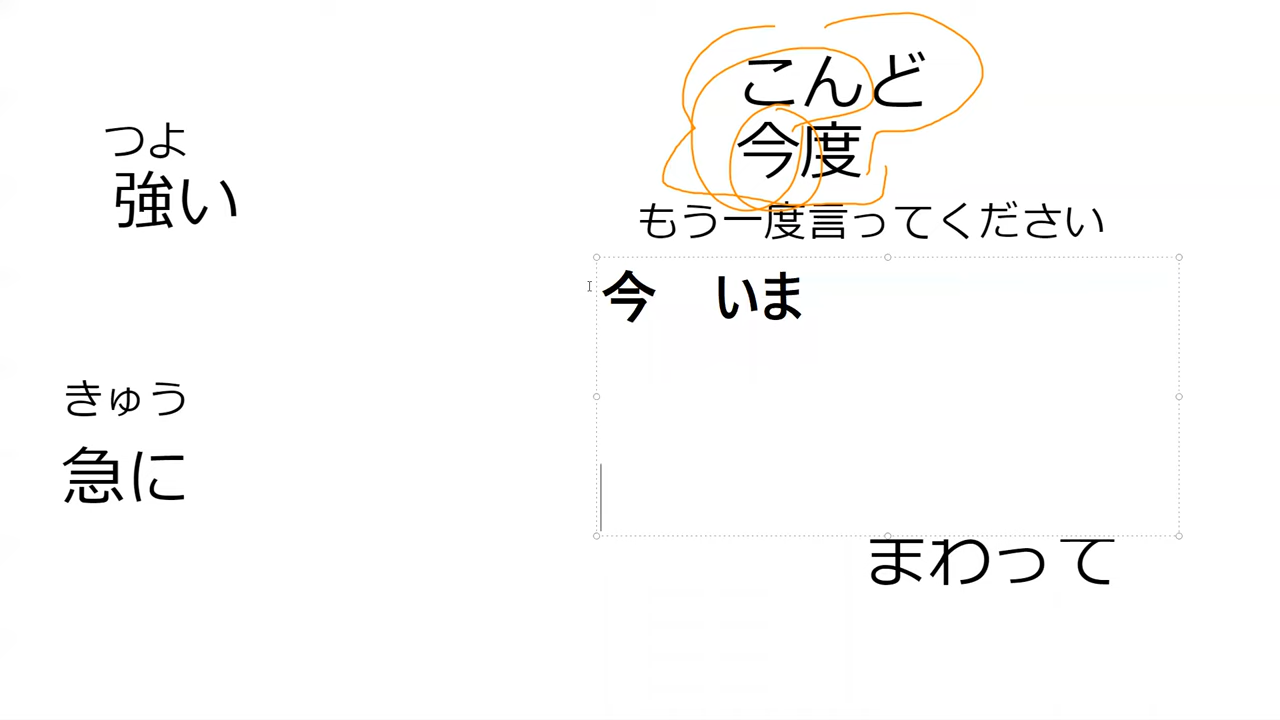 つよ
強い
きゅう
急に
こんど
今度
もう一度言ってください
今　いま
まわって